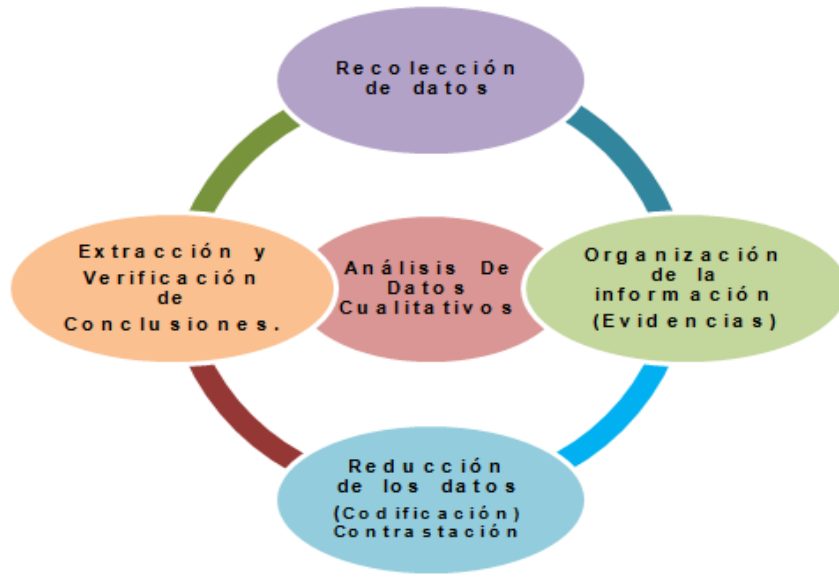 Recolección
de datos
Extracción y
Verificación
de
Conclusiones.
Análisis De
Datos
Cualitativos
Organización
de la
información
(Evidencias)
Reducción
de los datos
(Codificación)
Contrastación